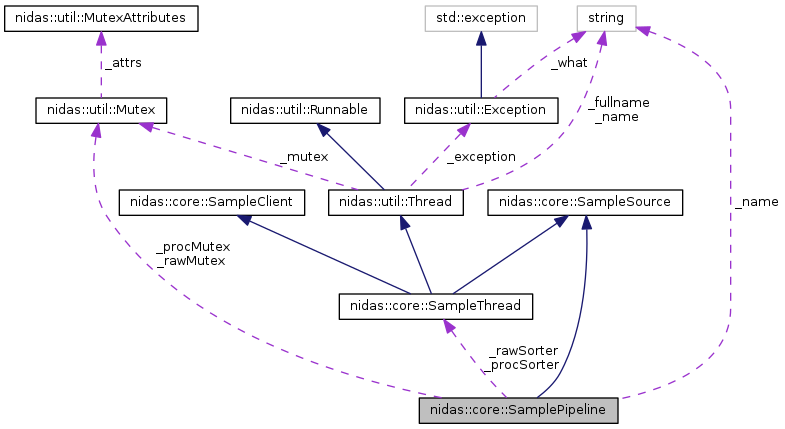 nidas::util::MutexAttributes
std::exception
string
_attrs
_what
nidas::util::Mutex
nidas::util::Runnable
nidas::util::Exception
_fullname
_name
_mutex
_exception
nidas::core::SampleClient
nidas::util::Thread
nidas::core::SampleSource
_name
_procMutex
_rawMutex
nidas::core::SampleThread
_rawSorter
_procSorter
nidas::core::SamplePipeline